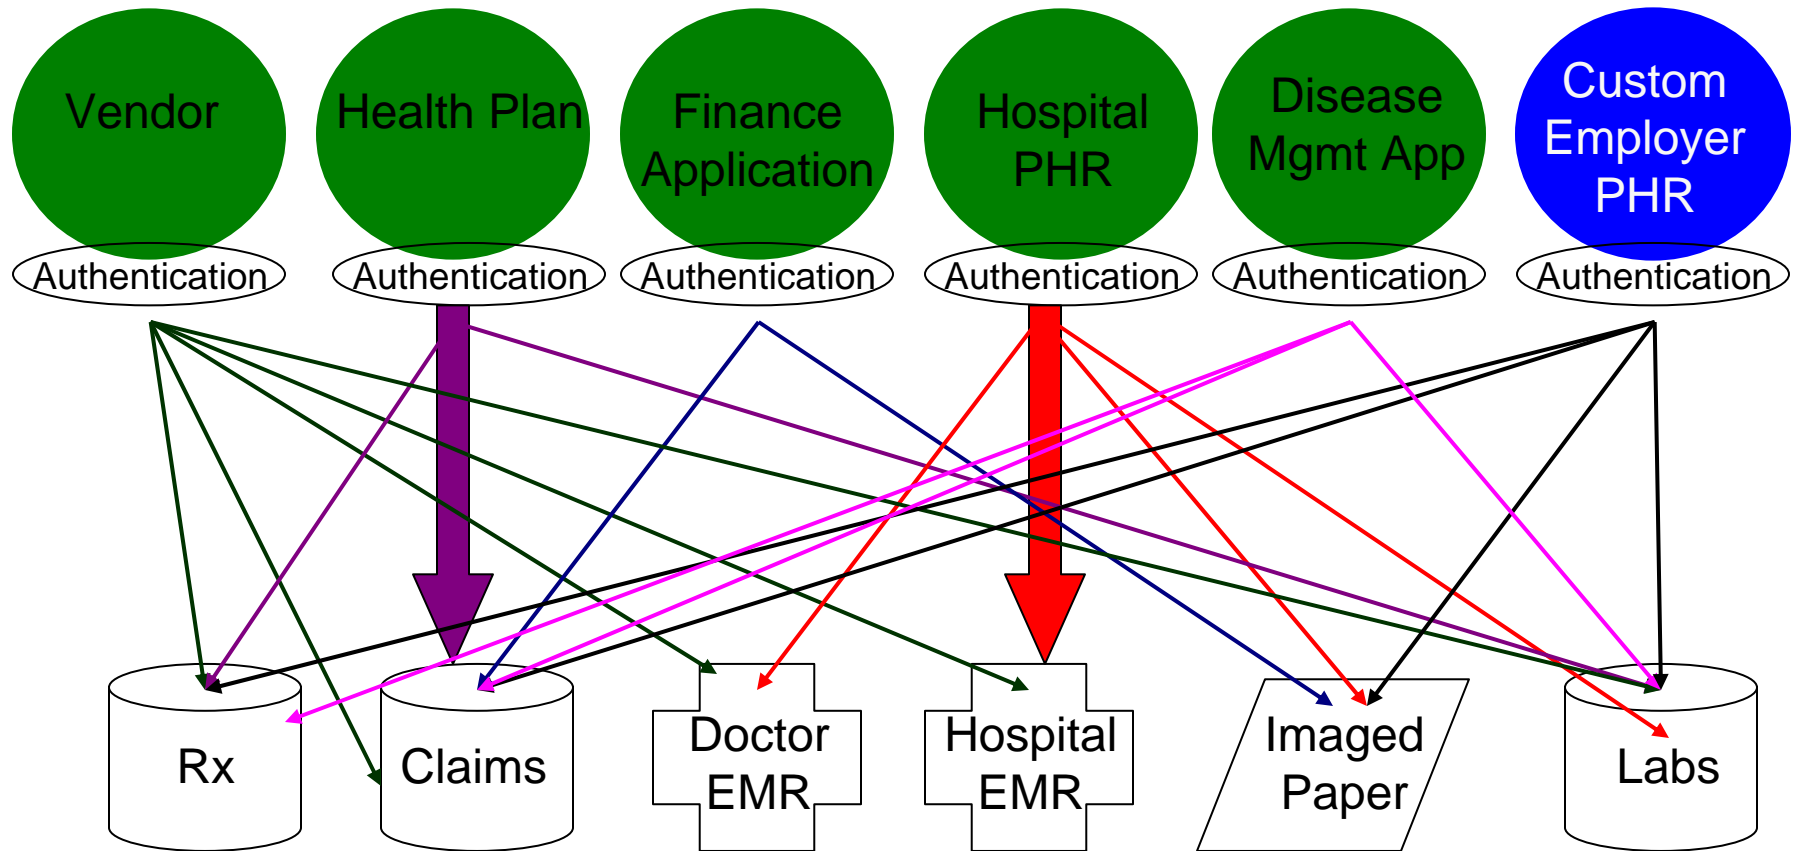 Vendor
Health Plan
Finance
Application
Hospital
PHR
Disease
Mgmt App
Custom
Employer
PHR
Authentication
Authentication
Authentication
Authentication
Authentication
Authentication
Rx
Claims
Doctor
EMR
Hospital
EMR
Imaged
Paper
Labs